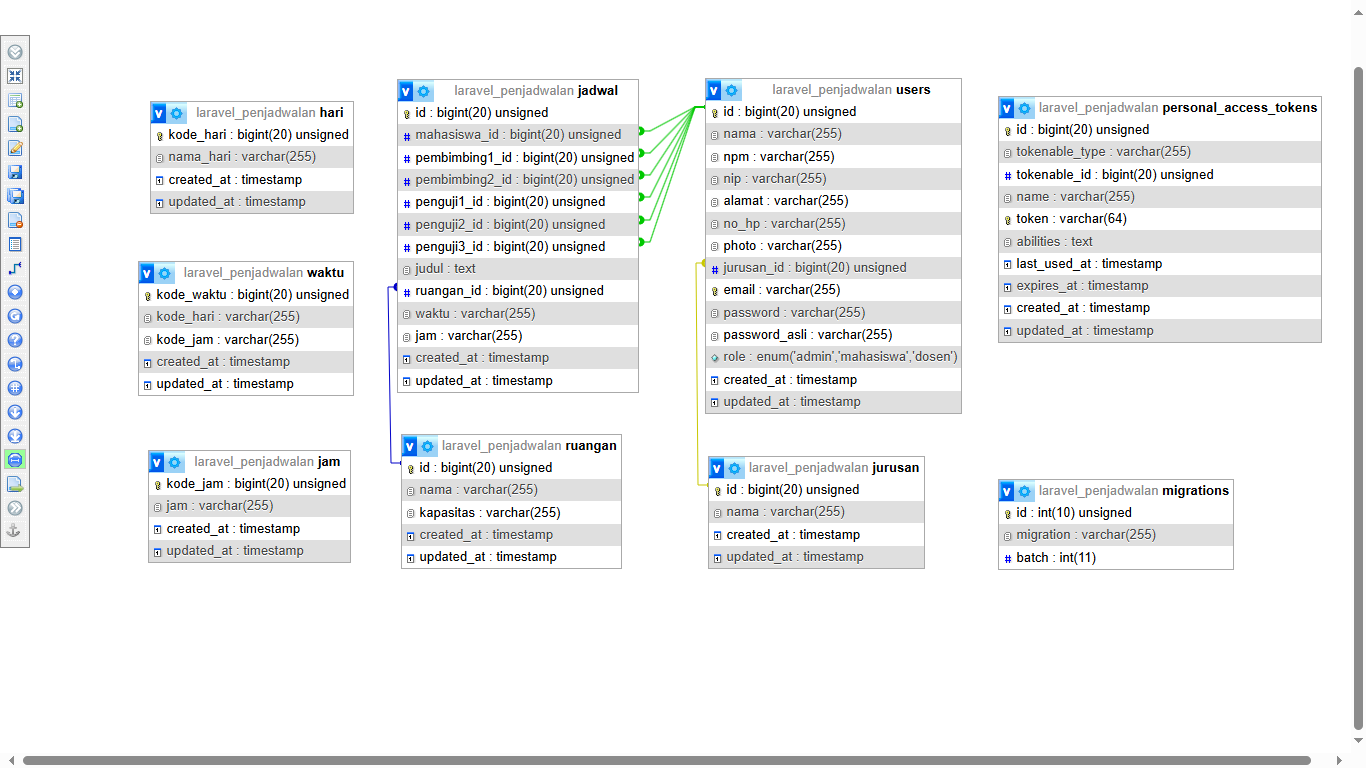 laravel_penjadwalan hari
kode_hari : bigint(20) unsigned
nama_hari : varchar(255)
created_at : timestamp
updated_at : timestamp
laravel_penjadwalan waktu
kode_waktu : bigint(20) unsigned
kode_hari : varchar(255)
kode_jam : varchar(255)
created_at : timestamp
updated_at : timestamp
laravel_penjadwalan jam
kode_jam : bigint(20) unsigned
jam : varchar(255)
created_at : timestamp
updated_at : timestamp
laravel_penjadwalan jadwal
id : bigint(20) unsigned
mahasiswa_id : bigint(20) unsigned
pembimbing1_id : bigint(20) unsigned
pembimbing2_id : bigint(20) unsigned
penguji1_id : bigint(20) unsigned
penguji2_id : bigint(20) unsigned
penguji3_id : bigint(20) unsigned
judul : text
ruangan_id : bigint(20) unsigned
waktu : varchar(255)
jam : varchar(255)
created_at : timestamp
updated_at : timestamp
laravel_penjadwalan ruangan
id : bigint(20) unsigned
nama : varchar(255)
kapasitas : varchar(255)
created_at : timestamp
updated_at : timestamp
laravel_penjadwalan users
id : bigint(20) unsigned
nama : varchar(255)
npm : varchar(255)
nip : varchar(255)
alamat : varchar(255)
no_hp : varchar(255)
photo : varchar(255)
jurusan_id : bigint(20) unsigned
email : varchar(255)
password : varchar(255)
password_asli : varchar(255)
role : enum('admin','mahasiswa','dosen')
created_at : timestamp
updated_at : timestamp
laravel_penjadwalan jurusan
id : bigint(20) unsigned
nama : varchar(255)
created_at : timestamp
updated_at : timestamp
laravel_penjadwalan personal_access_tokens
id : bigint(20) unsigned
tokenable_type : varchar(255)
tokenable_id : bigint(20) unsigned
name : varchar(255)
token : varchar(64)
abilities : text
last_used_at : timestamp
expires_at : timestamp
created_at : timestamp
updated_at : timestamp
laravel_penjadwalan migrations
id : int(10) unsigned
migration : varchar(255)
batch : int(11)